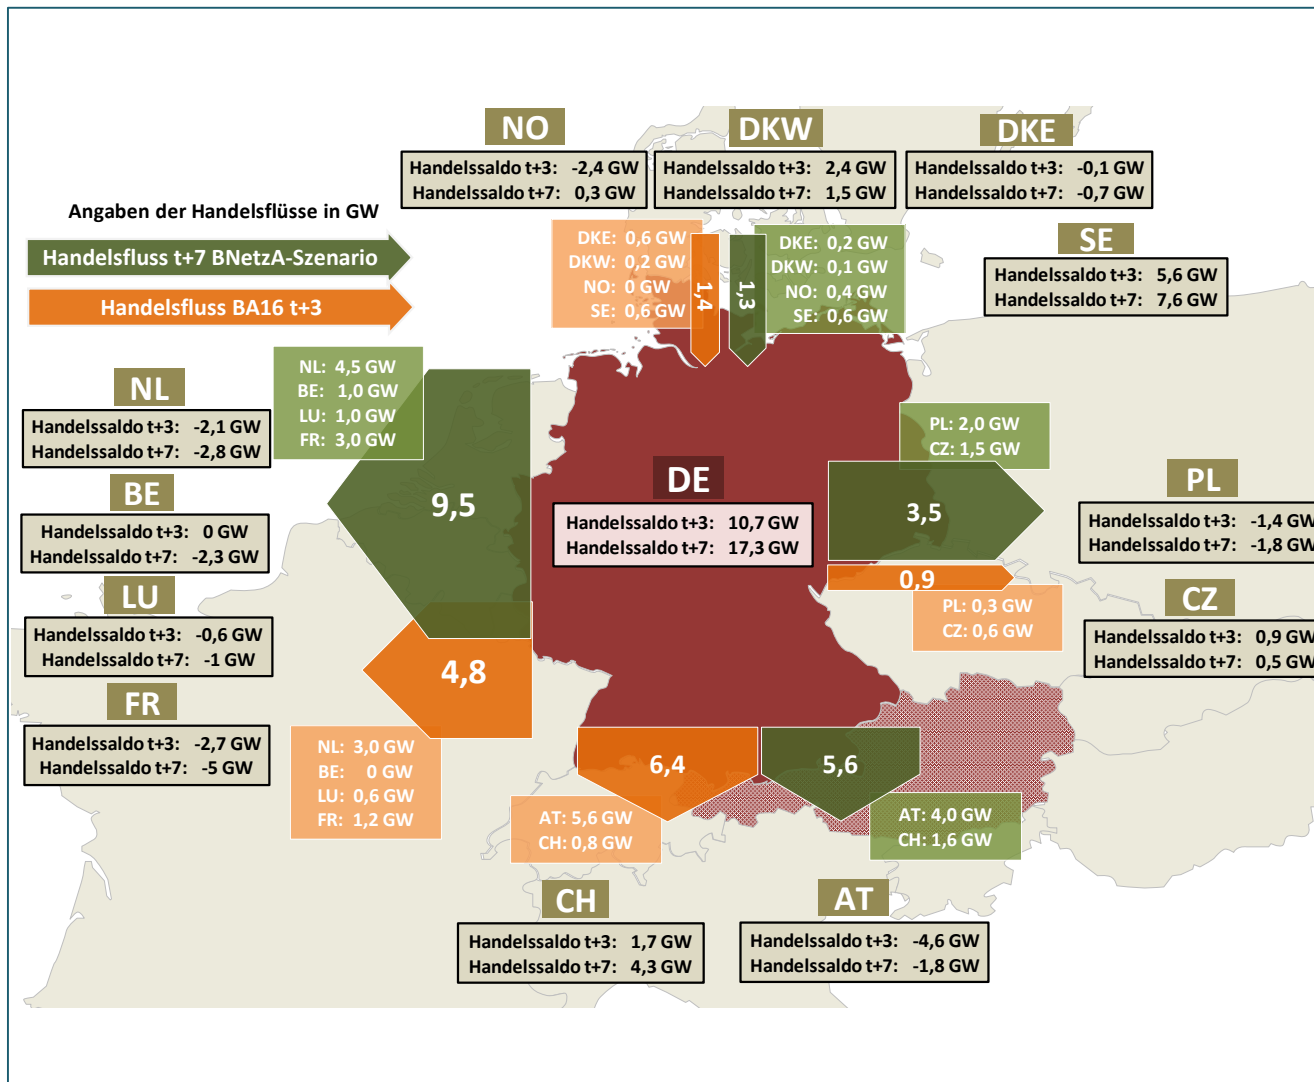 NO
Handelssaldo t+3: -2,4 GW
Handelssaldo t+7: 0,3 GW
DKW
Handelssaldo t+3: 2,4 GW
Handelssaldo t+7: 1,5 GW
DKE
Handelssaldo t+3: -0,1 GW
Handelssaldo t+7: -0,7 GW
Angaben der Handelsflüsse in GW
Handelsfluss t+7 BNetzA-Szenario
Handelsfluss BA16 t+3
DKE: 0,6 GW
DKW: 0,2 GW
NO: 0 GW
SE: 0,6 GW
1,4
1,3
DKE: 0,2 GW
DKW: 0,1 GW
NO: 0,4 GW
SE: 0,6 GW
SE
Handelssaldo t+3: 5,6 GW
Handelssaldo t+7: 7,6 GW
NL
Handelssaldo t+3: -2,1 GW
Handelssaldo t+7: -2,8 GW
NL: 4,5 GW
BE: 1,0 GW
LU: 1,0 GW
FR: 3,0 GW
9,5
BE
Handelssaldo t+3: 0 GW
Handelssaldo t+7: -2,3 GW
DE
Handelssaldo t+3: 10,7 GW
Handelssaldo t+7: 17,3 GW
PL: 2,0 GW
CZ: 1,5 GW
3,5
0,9
PL: 0,3 GW
CZ: 0,6 GW
PL
Handelssaldo t+3: -1,4 GW
Handelssaldo t+7: -1,8 GW
CZ
Handelssaldo t+3: 0,9 GW
Handelssaldo t+7: 0,5 GW
LU
Handelssaldo t+3: -0,6 GW
Handelssaldo t+7: -1 GW
FR
Handelssaldo t+3: -2,7 GW
Handelssaldo t+7: -5 GW
4,8
NL: 3,0 GW
BE: 0 GW
LU: 0,6 GW
FR: 1,2 GW
6,4
5,6
AT: 5,6 GW
CH: 0,8 GW
AT: 4,0 GW
CH: 1,6 GW
CH
Handelssaldo t+3: 1,7 GW
Handelssaldo t+7: 4,3 GW
AT
Handelssaldo t+3: -4,6 GW
Handelssaldo t+7: -1,8 GW